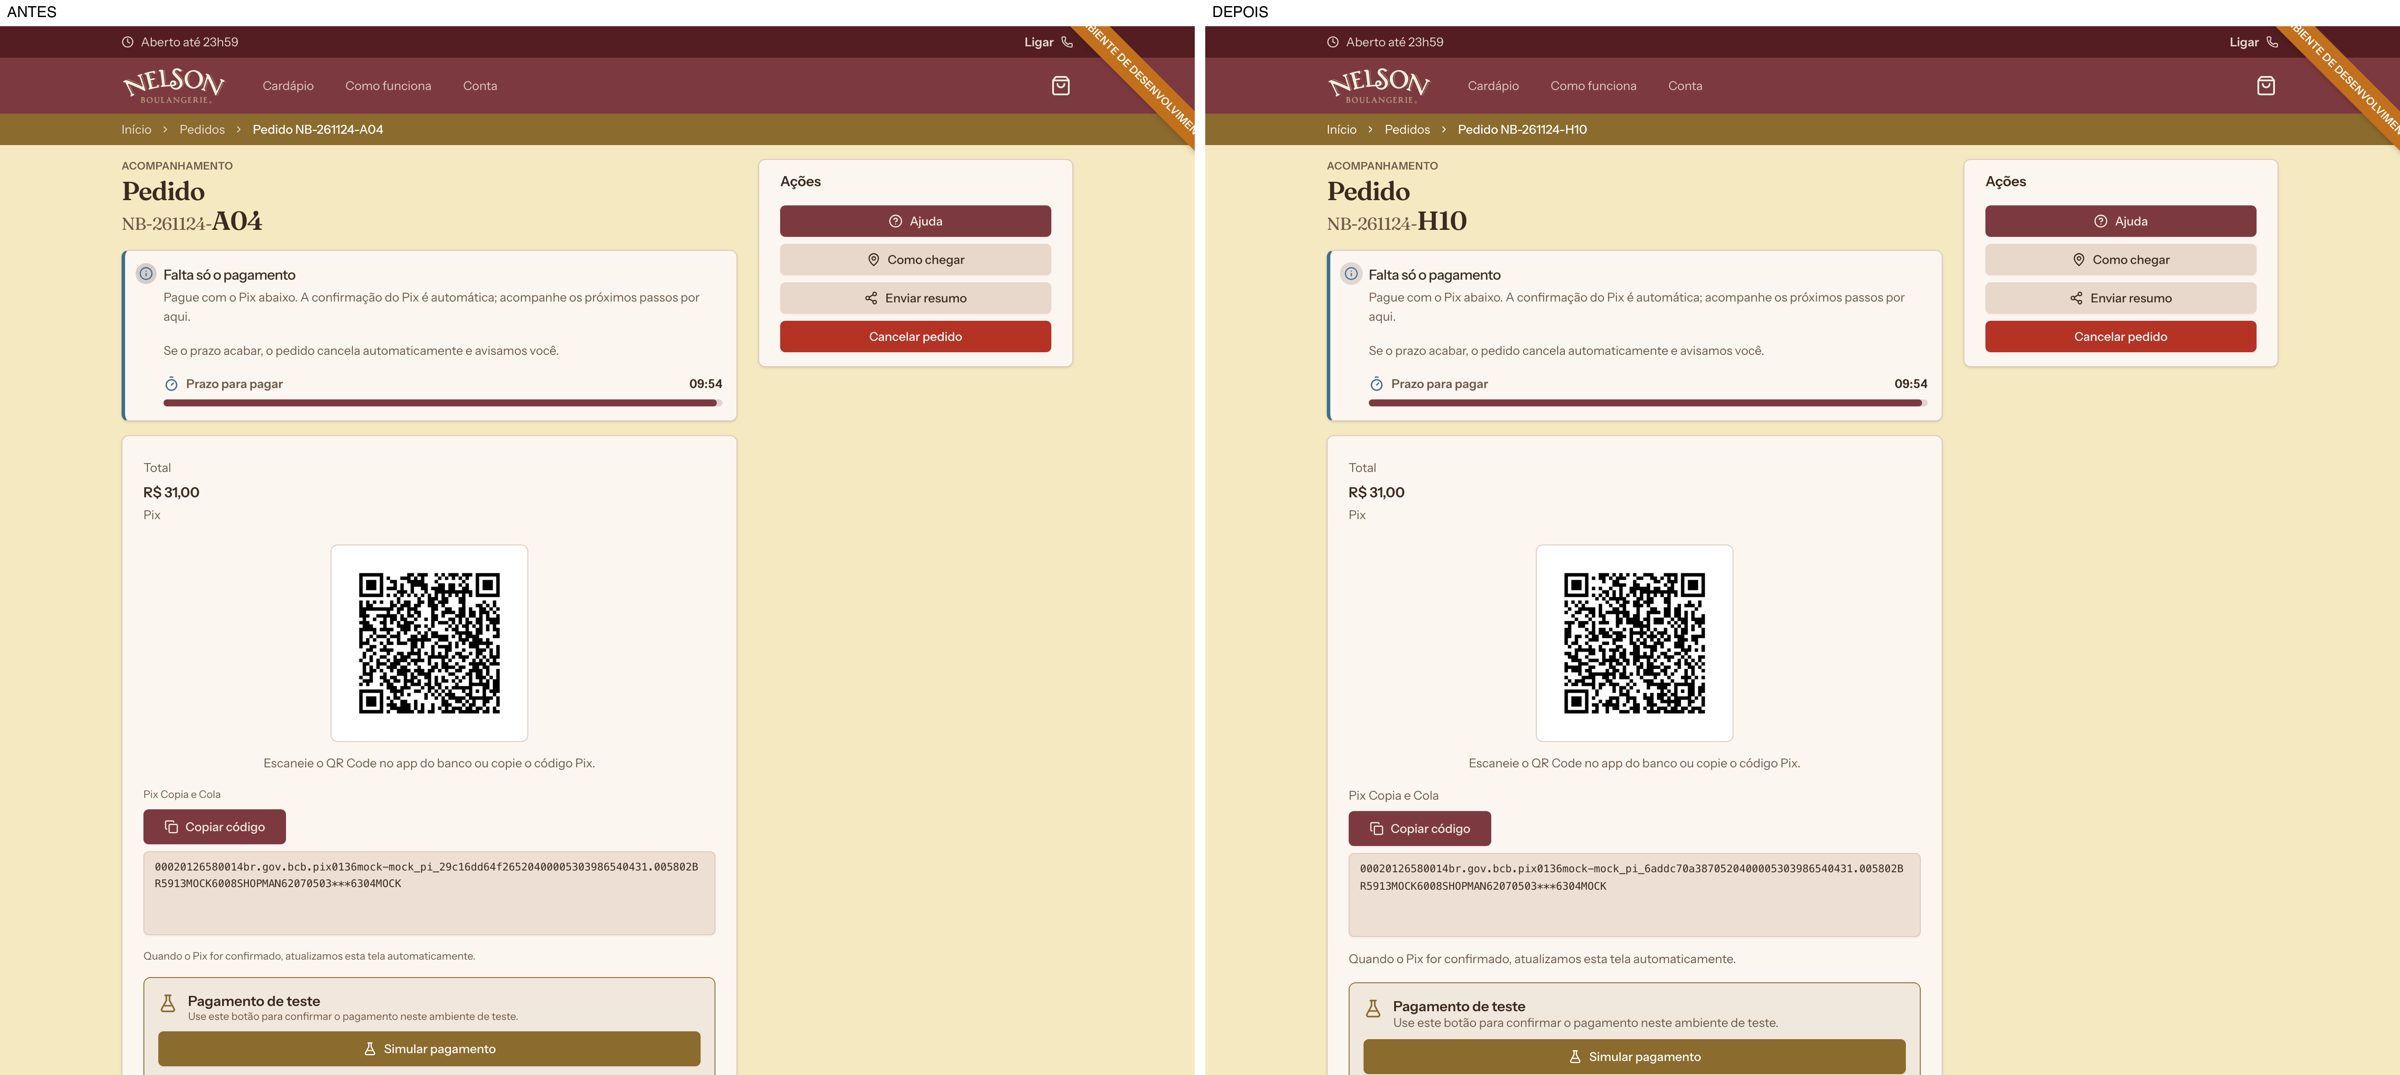 ANTES
Aberto até 23h59
Ligar
NELSON
BOULANGERIE
Cardápio
Como funciona
Conta
BIENTE DE DESENVOLVIMEN
Início > Pedidos > Pedido NB-261124-A04
ACOMPANHAMENTO
Pedido
NB-261124-A04
Falta só o pagamento
Pague com o Pix abaixo. A confirmação do Pix é automática; acompanhe os próximos passos por
aqui.
Se o prazo acabar, o pedido cancela automaticamente e avisamos você.
Prazo para pagar 09:54
Ações
Ajuda
Como chegar
Enviar resumo
Cancelar pedido
Total
R$ 31,00
Pix
Escaneie o QR Code no app do banco ou copie o código Pix.
Pix Copia e Cola
Copiar código
00020126580014br.gov.bcb.pix0136mock-mock_pi_29c16dd64f26520400005303986540431.005802B
R5913MOCK6008SHOPMAN62070503***6304MOCK
Quando o Pix for confirmado, atualizamos esta tela automaticamente.
Pagamento de teste
Use este botão para confirmar o pagamento neste ambiente de teste.
Simular pagamento
DEPOIS
Aberto até 23h59
Ligar
NELSON
BOULANGERIE
Cardápio
Como funciona
Conta
BIENTE DE DESENVOLVIMEN
Início > Pedidos > Pedido NB-261124-H10
ACOMPANHAMENTO
Pedido
NB-261124-H10
Falta só o pagamento
Pague com o Pix abaixo. A confirmação do Pix é automática; acompanhe os próximos passos por
aqui.
Se o prazo acabar, o pedido cancela automaticamente e avisamos você.
Prazo para pagar 09:54
Ações
Ajuda
Como chegar
Enviar resumo
Cancelar pedido
Total
R$ 31,00
Pix
Escaneie o QR Code no app do banco ou copie o código Pix.
Pix Copia e Cola
Copiar código
00020126580014br.gov.bcb.pix0136mock-mock_pi_6addc70a3870520400005303986540431.005802B
R5913MOCK6008SHOPMAN62070503***6304MOCK
Quando o Pix for confirmado, atualizamos esta tela automaticamente.
Pagamento de teste
Use este botão para confirmar o pagamento neste ambiente de teste.
Simular pagamento